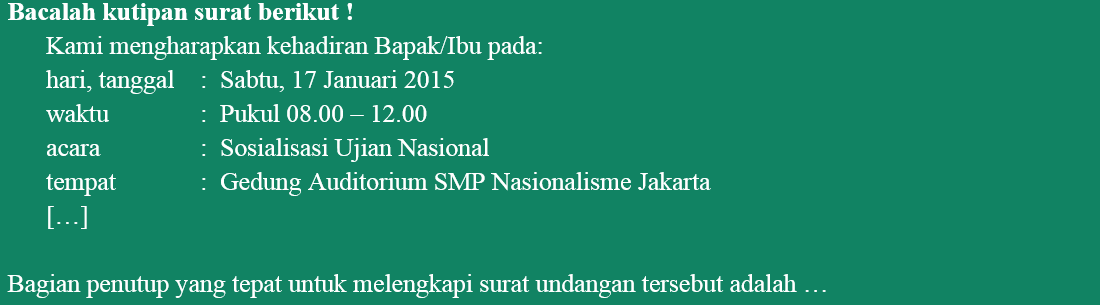 Bacalah kutipan surat berikut !
Kami mengharapkan kehadiran Bapak/Ibu pada:
hari, tanggal : Sabtu, 17 Januari 2015
waktu : Pukul 08.00 – 12.00
acara : Sosialisasi Ujian Nasional
tempat : Gedung Auditorium SMP Nasionalisme Jakarta
[…]
Bagian penutup yang tepat untuk melengkapi surat undangan tersebut adalah …